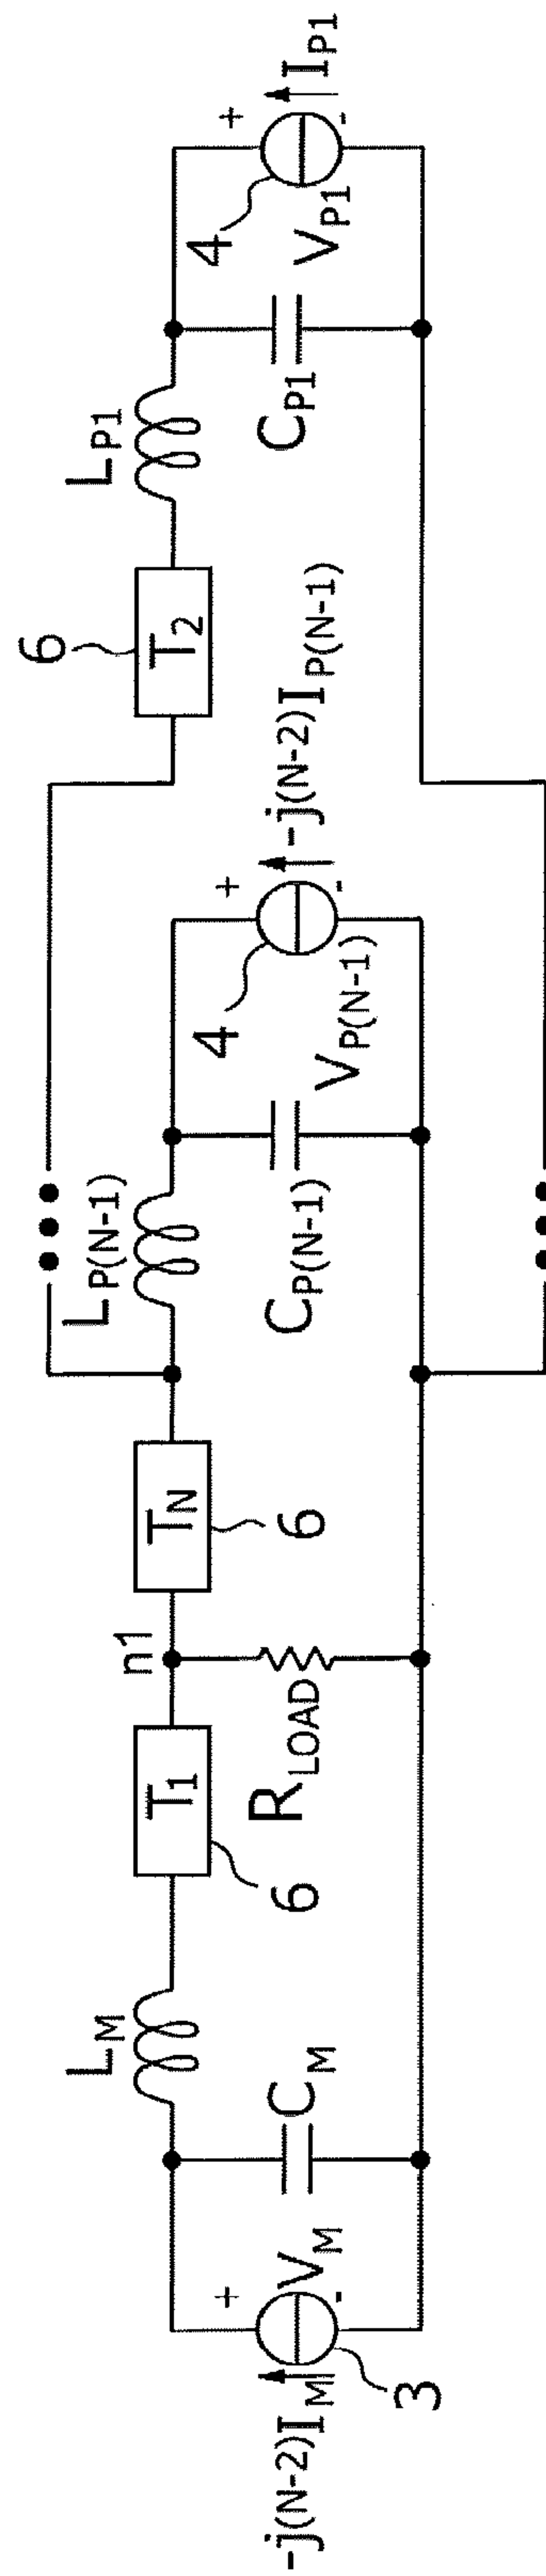 -j(N-2)I_M
3
V_M
C_M
L_M
6
T_1
R_LOAD
n1
6
T_N
L_P(N-1)
C_P(N-1)
V_P(N-1)
4
-j(N-2)I_P(N-1)
6
T_2
L_P1
C_P1
4
V_P1
I_P1
+
-
+
-
+
-